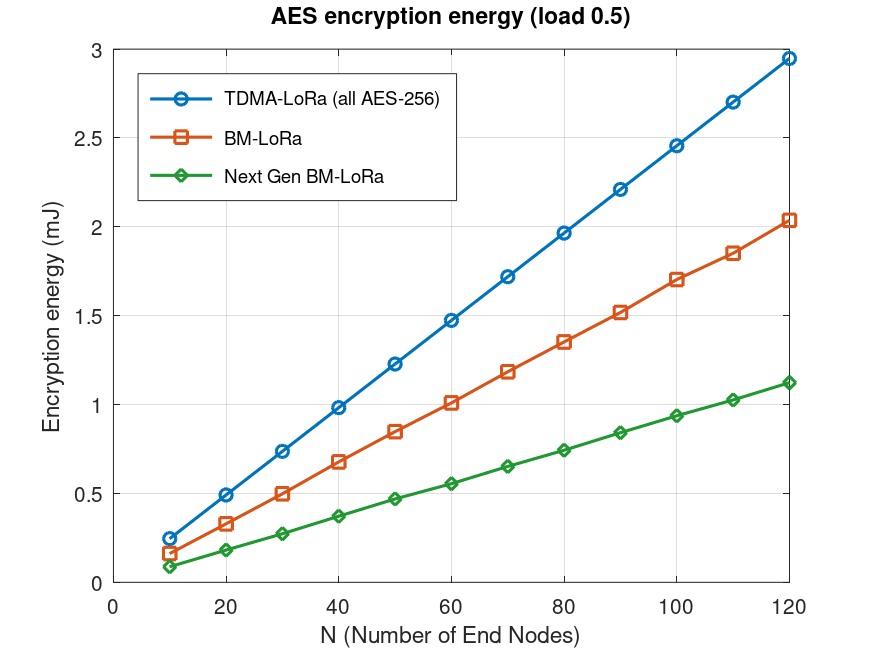 AES encryption energy (load 0.5)
TDMA-LoRa (all AES-256)
BM-LoRa
Next Gen BM-LoRa
Encryption energy (mJ)
3
2.5
2
1.5
1
0.5
0
0 20 40 60 80 100 120
N (Number of End Nodes)